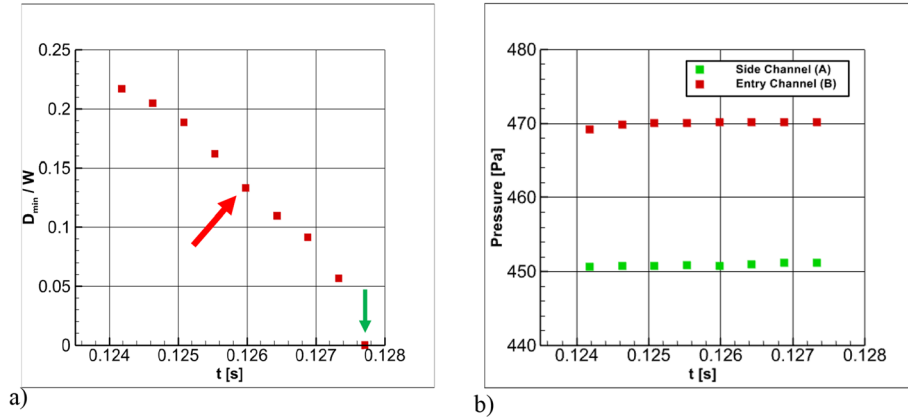 0.25
0.2
0.15
0.1
0.05
0
D_min / W
0.124 0.125 0.126 0.127 0.128
t [s]
a)
480
470
460
450
440
Pressure [Pa]
Side Channel (A)
Entry Channel (B)
0.124 0.125 0.126 0.127 0.128
t [s]
b)